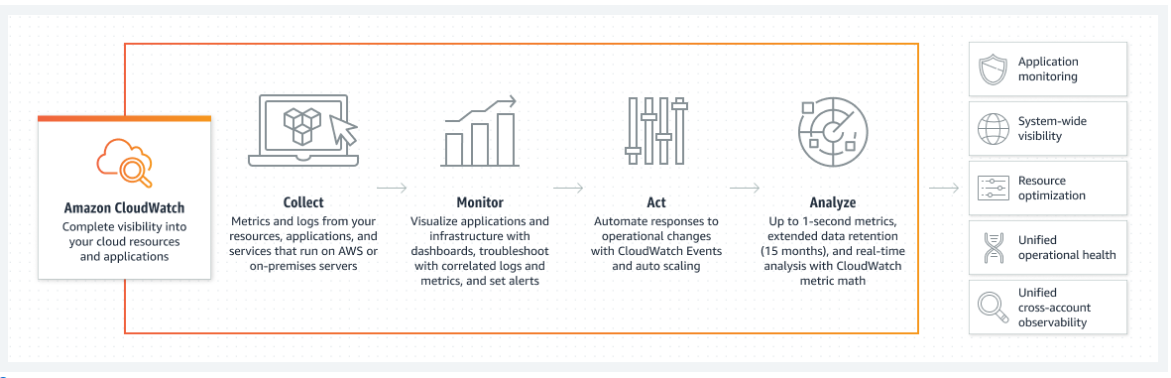 Amazon CloudWatch
Complete visibility into
your cloud resources
and applications
Collect
Metrics and logs from your
resources, applications, and
services that run on AWS or
on-premises servers
Monitor
Visualize applications and
infrastructure with
dashboards, troubleshoot
with correlated logs and
metrics, and set alerts
Act
Automate responses to
operational changes
with CloudWatch Events
and auto scaling
Analyze
Up to 1-second metrics,
extended data retention
(15 months), and real-time
analysis with CloudWatch
metric math
Application
monitoring
System-wide
visibility
Resource
optimization
Unified
operational health
Unified
cross-account
observability